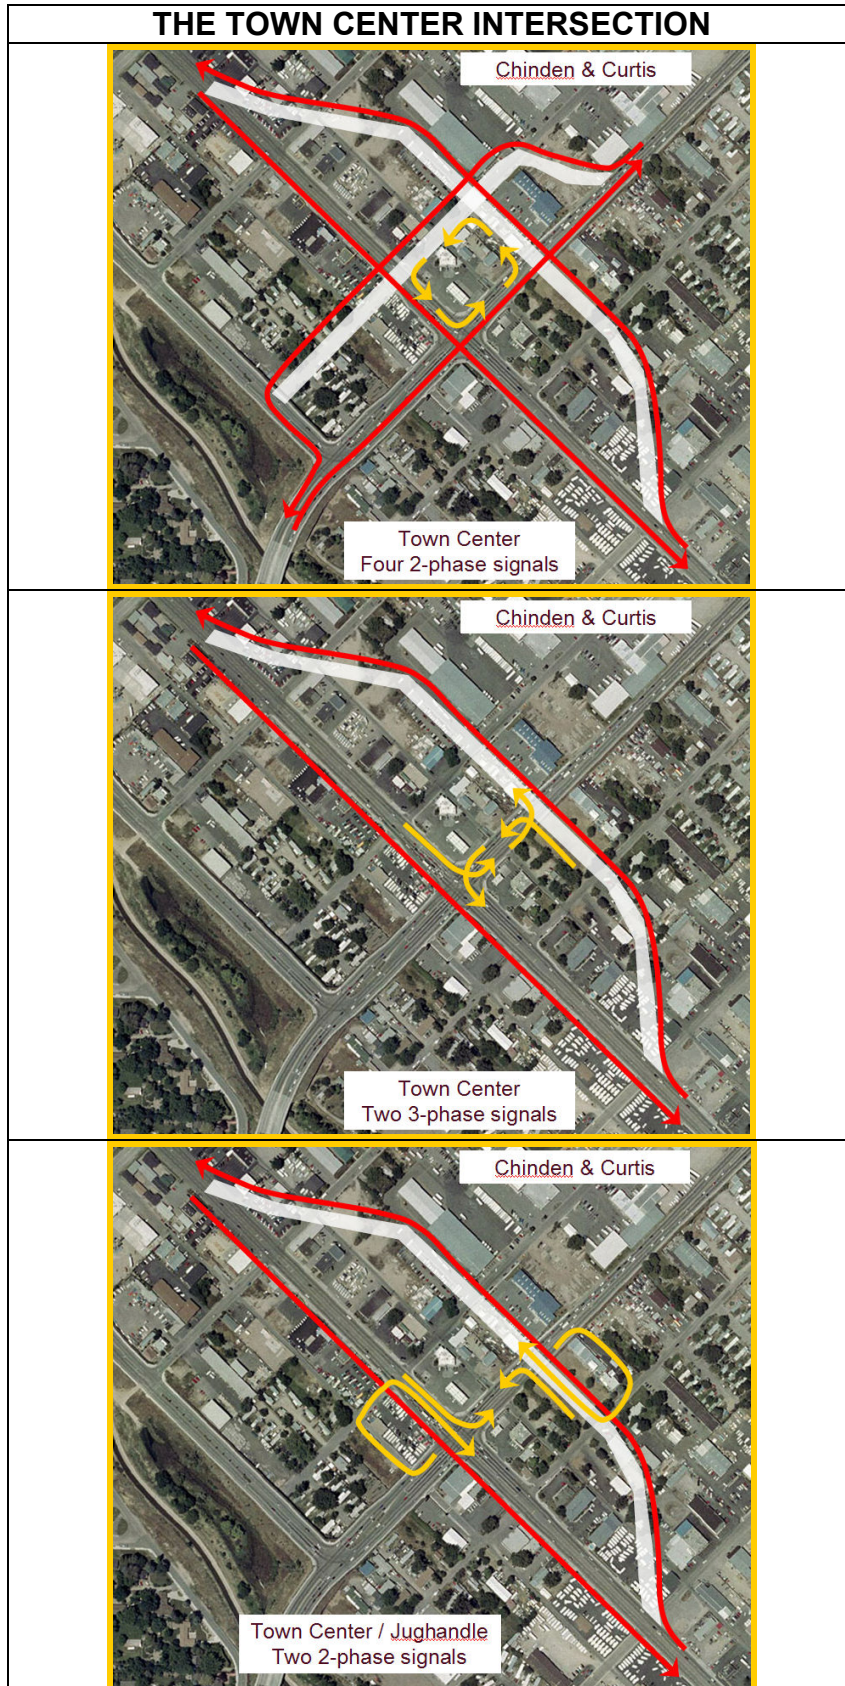 THE TOWN CENTER INTERSECTION
Chinden & Curtis
Town Center
Four 2-phase signals
Chinden & Curtis
Town Center
Two 3-phase signals
Chinden & Curtis
Town Center / Jughandle
Two 2-phase signals